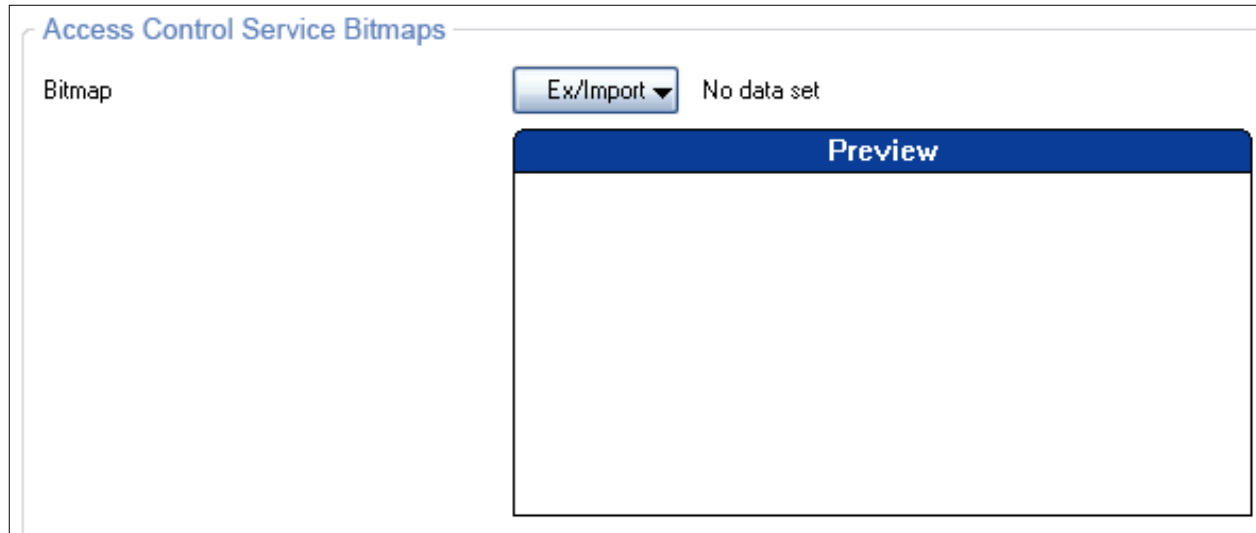 Access Control Service Bitmaps
Bitmap Ex/Import No data set
Preview